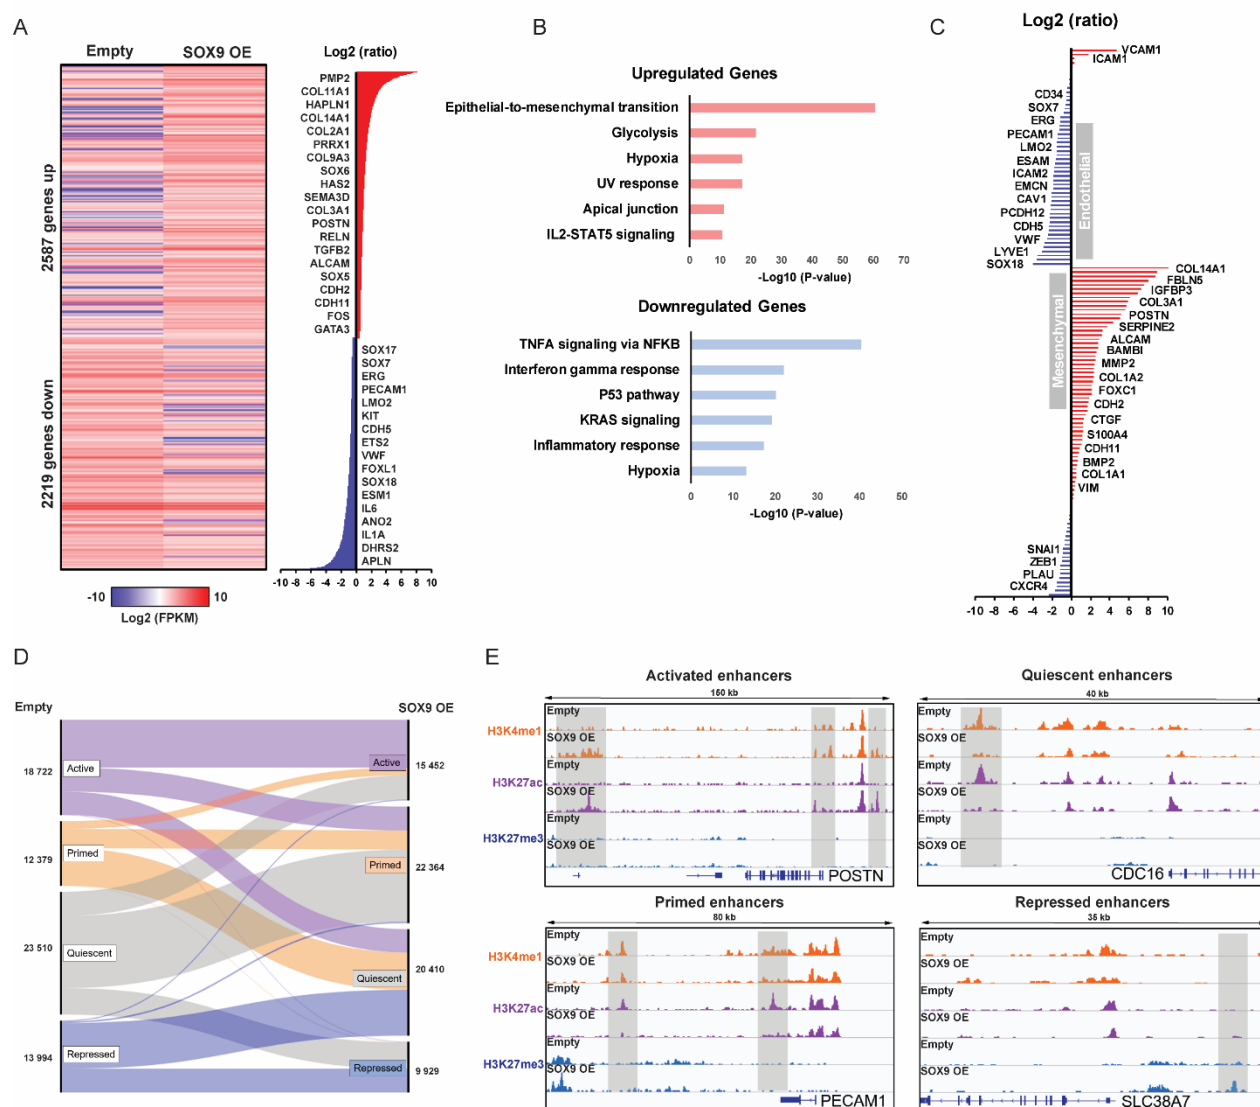 A
Empty
SOX9 OE
Log2 (ratio)
2587 genes up
2219 genes down
PMP2
COL11A1
HAPLN1
COL14A1
COL2A1
PRRX1
COL9A3
SOX6
HAS2
SEMA3D
COL3A1
POSTN
RELN
TGFB2
ALCAM
SOX5
CDH2
CDH11
FOS
GATA3
SOX17
SOX7
ERG
PECAM1
LMO2
KIT
CDH5
ETS2
VWF
FOXL1
SOX18
ESM1
IL6
ANO2
IL1A
DHRS2
APLN
-10 -8 -6 -4 -2 0 2 4 6 8 10
-10
10
Log2 (FPKM)
B
Upregulated Genes
Epithelial-to-mesenchymal transition
Glycolysis
Hypoxia
UV response
Apical junction
IL2-STAT5 signaling
0 10 20 30 40 50 60 70
-Log10 (P-value)
Downregulated Genes
TNFA signaling via NFKB
Interferon gamma response
P53 pathway
KRAS signaling
Inflammatory response
Hypoxia
0 10 20 30 40 50
-Log10 (P-value)
C
Log2 (ratio)
VCAM1
ICAM1
CD34
SOX7
ERG
PECAM1
LMO2
ESAM
ICAM2
EMCN
CAV1
PCDH12
CDH5
VWF
LYVE1
SOX18
Endothelial
Mesenchymal
COL14A1
FBLN5
IGFBP3
COL3A1
POSTN
SERPINE2
ALCAM
BAMBI
MMP2
COL1A2
FOXC1
CDH2
CTGF
S100A4
CDH11
BMP2
COL1A1
VIM
SNAI1
ZEB1
PLAU
CXCR4
-10 -8 -6 -4 -2 0 2 4 6 8 10
D
Empty
SOX9 OE
18 722
Active
Active
15 452
12 379
Primed
Primed
22 364
23 510
Quiescent
Quiescent
20 410
13 994
Repressed
Repressed
9 929
E
Activated enhancers
150 kb
H3K4me1
H3K27ac
H3K27me3
Empty
SOX9 OE
Empty
SOX9 OE
Empty
SOX9 OE
POSTN
Quiescent enhancers
40 kb
Empty
SOX9 OE
Empty
SOX9 OE
Empty
SOX9 OE
CDC16
Primed enhancers
80 kb
H3K4me1
H3K27ac
H3K27me3
Empty
SOX9 OE
Empty
SOX9 OE
Empty
SOX9 OE
PECAM1
Repressed enhancers
35 kb
Empty
SOX9 OE
Empty
SOX9 OE
Empty
SOX9 OE
SLC38A7